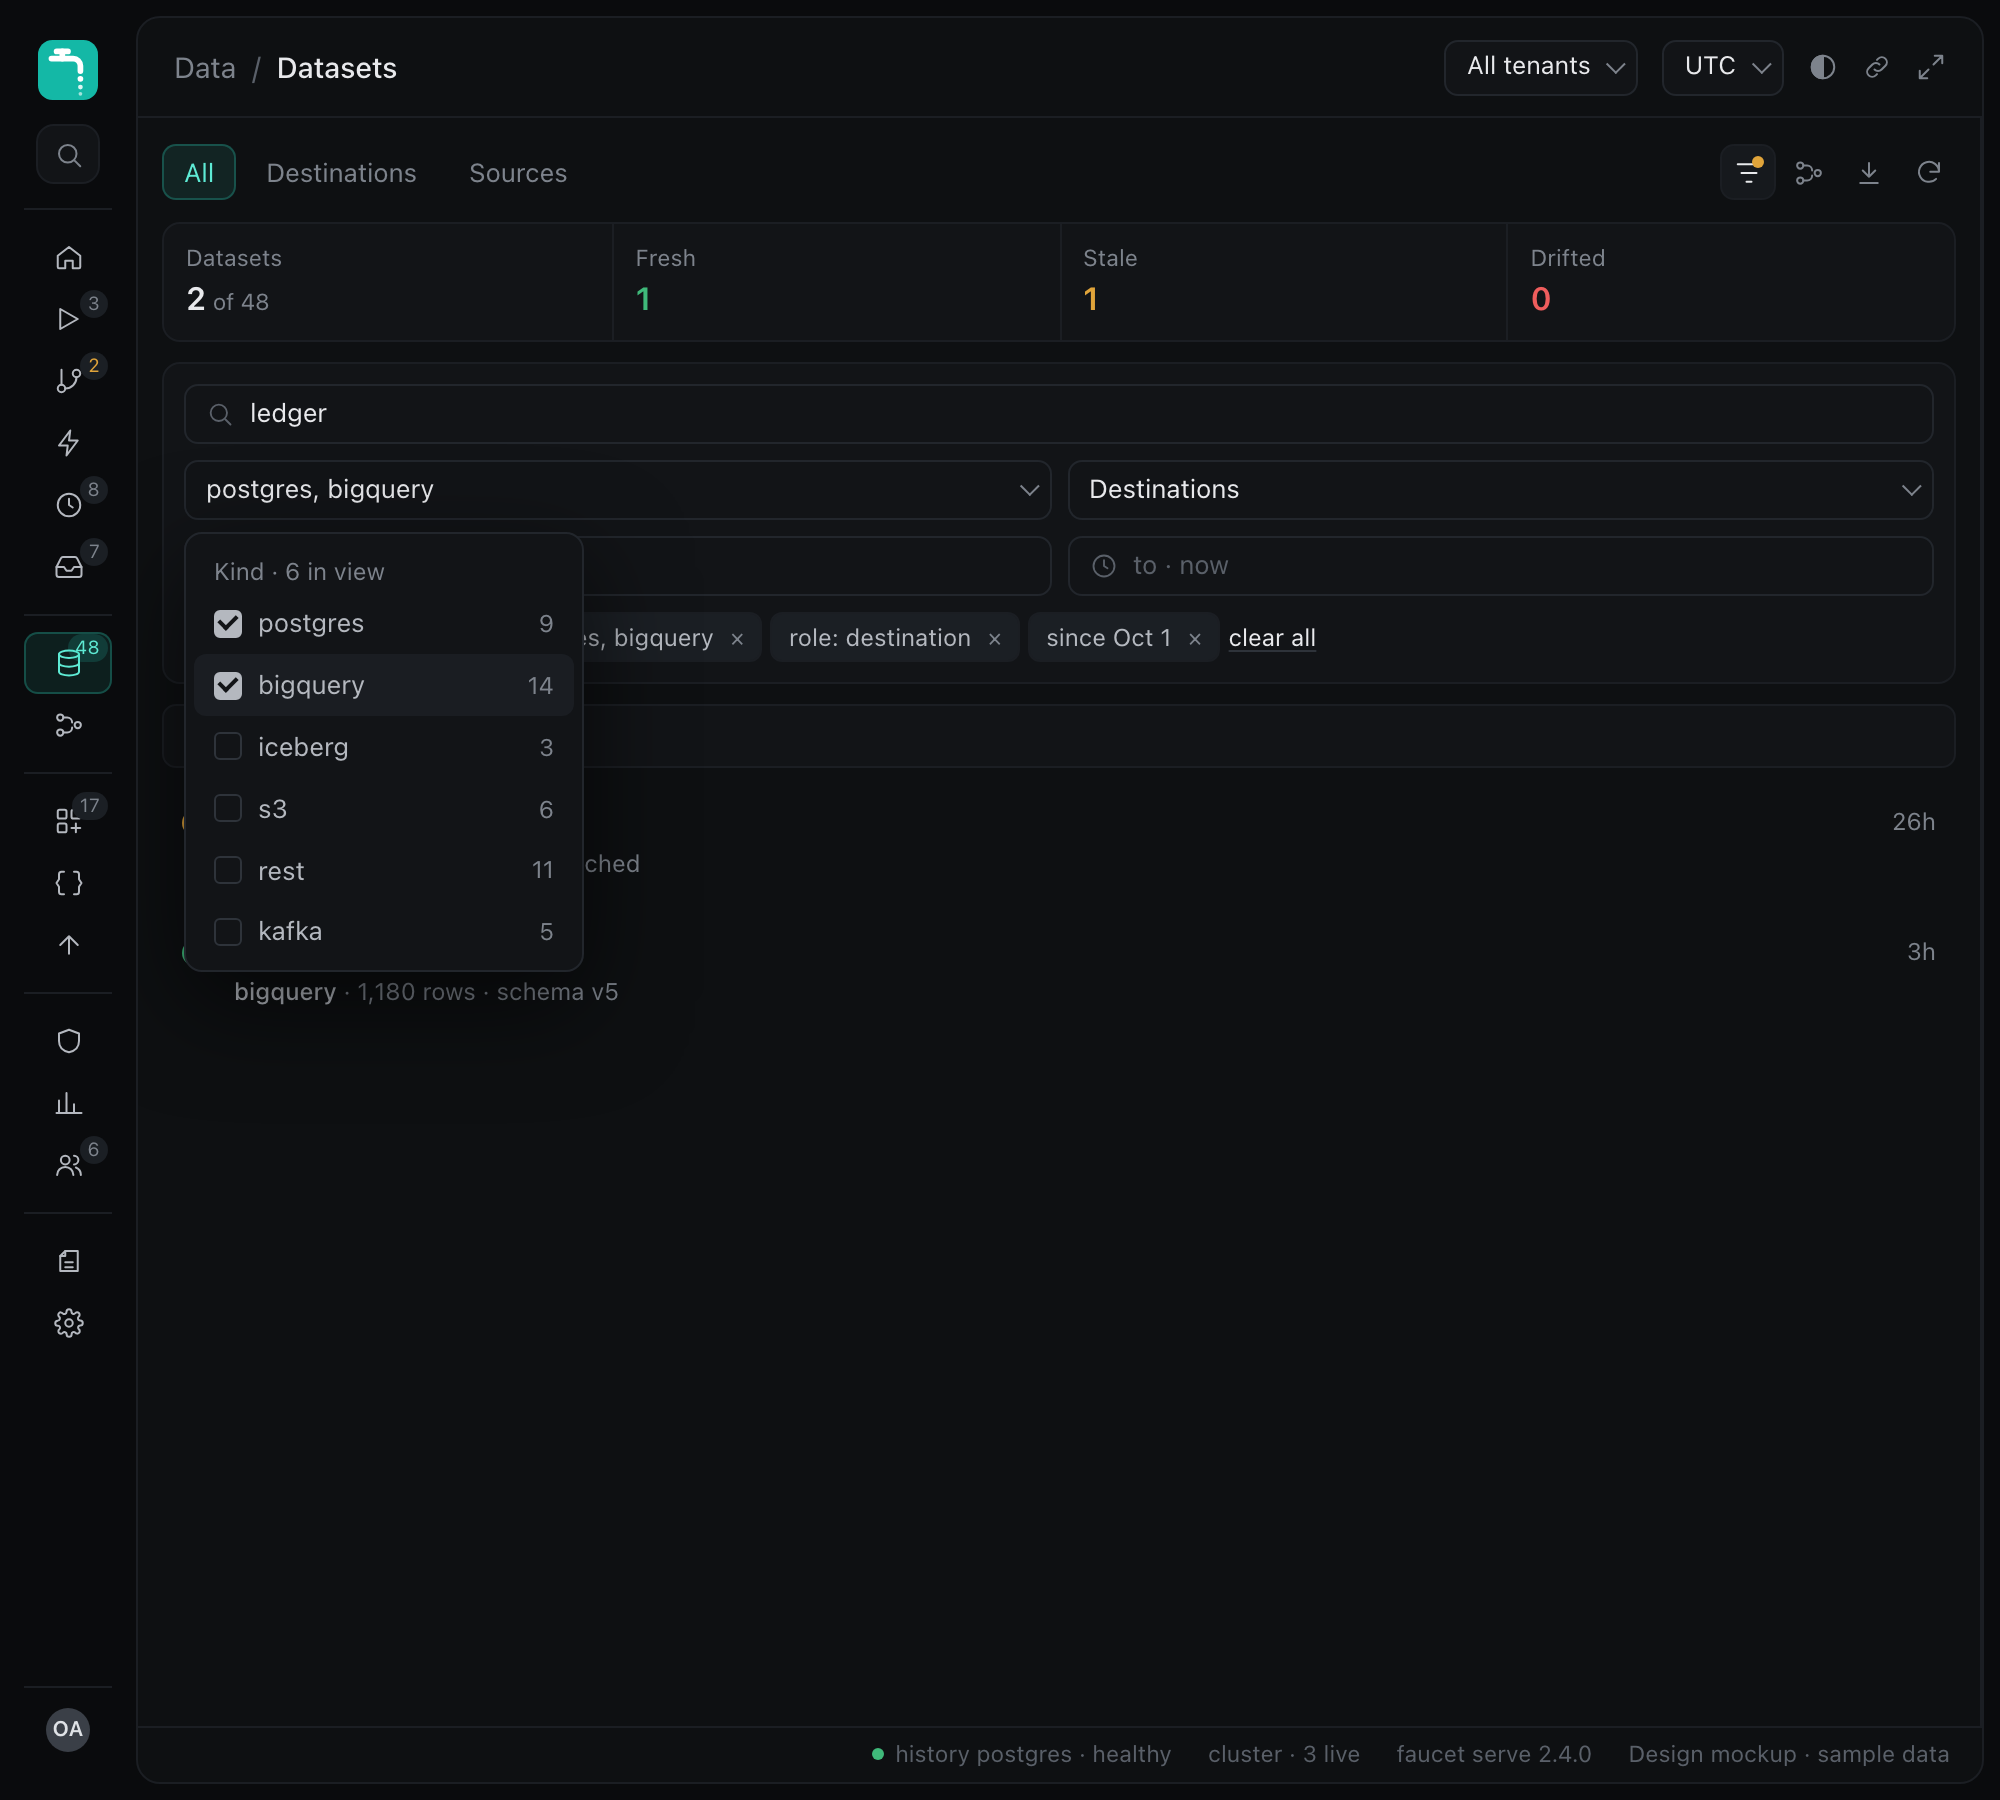 Data / Datasets
All tenants
UTC
All
Destinations
Sources
3
2
8
7
48
17
6
OA
Datasets
2 of 48
Fresh
1
Stale
1
Drifted
0
ledger
postgres, bigquery
Destinations
to · now
Kind · 6 in view
postgres 9
bigquery 14
iceberg 3
s3 6
rest 11
kafka 5
bigquery ×
role: destination ×
since Oct 1 ×
clear all
26h
3h
bigquery · 1,180 rows · schema v5
history postgres · healthy
cluster · 3 live
faucet serve 2.4.0
Design mockup · sample data